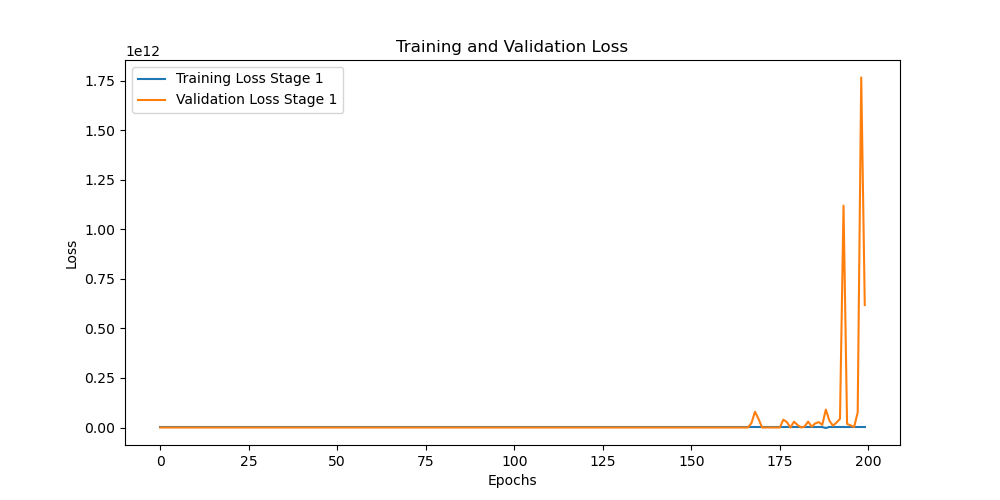 Training and Validation Loss
1e12
Training Loss Stage 1
Validation Loss Stage 1
1.75
1.50
1.25
1.00
0.75
0.50
0.25
0.00
Loss
0 25 50 75 100 125 150 175 200
Epochs